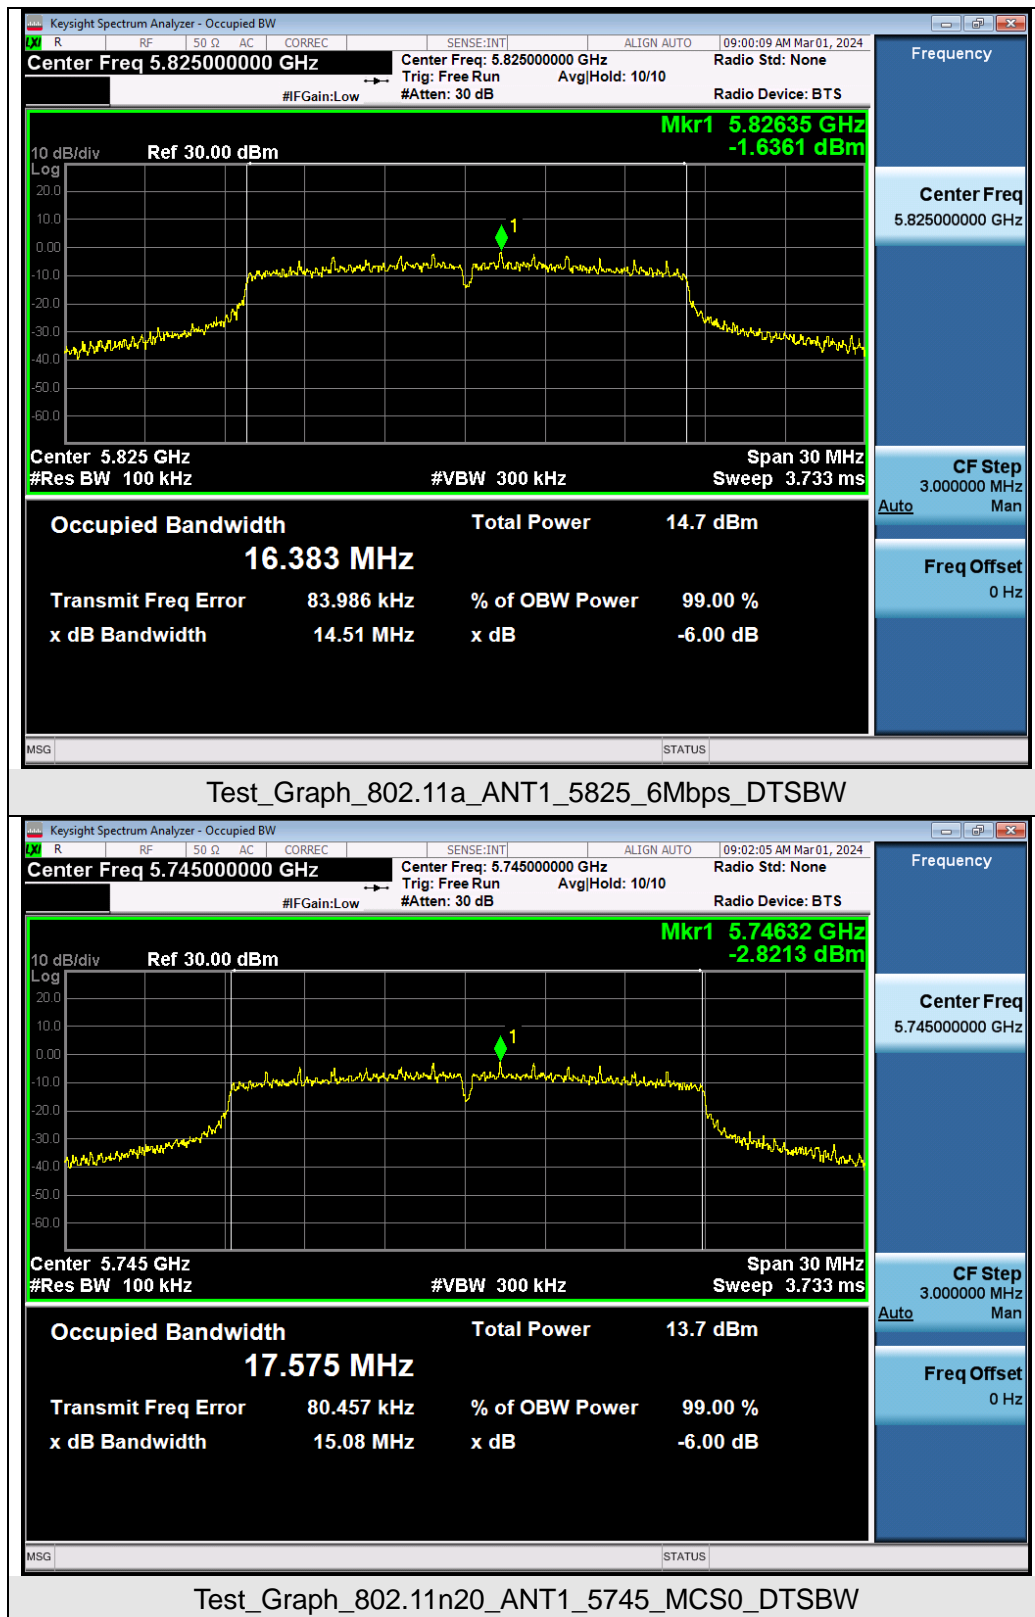 Keysight Spectrum Analyzer - Occupied BW
LXI R RF 50 Ω AC CORREC SENSE:INT ALIGN AUTO 09:00:09 AM Mar 01, 2024
Center Freq 5.825000000 GHz
Center Freq: 5.825000000 GHz
Radio Std: None
Trig: Free Run Avg|Hold: 10/10
#IFGain:Low
#Atten: 30 dB
Radio Device: BTS
Frequency
Mkr1 5.82635 GHz
-1.6361 dBm
10 dB/div Ref 30.00 dBm
Log
20.0
10.0
0.00
-10.0
-20.0
-30.0
-40.0
-50.0
-60.0
1
Center 5.825 GHz Span 30 MHz
#Res BW 100 kHz #VBW 300 kHz Sweep 3.733 ms
Center Freq
5.825000000 GHz
CF Step
3.000000 MHz
Auto Man
Freq Offset
0 Hz
Occupied Bandwidth Total Power 14.7 dBm
16.383 MHz
Transmit Freq Error 83.986 kHz % of OBW Power 99.00 %
x dB Bandwidth 14.51 MHz x dB -6.00 dB
MSG STATUS
Test_Graph_802.11a_ANT1_5825_6Mbps_DTSBW
Keysight Spectrum Analyzer - Occupied BW
LXI R RF 50 Ω AC CORREC SENSE:INT ALIGN AUTO 09:02:05 AM Mar 01, 2024
Center Freq 5.745000000 GHz
Center Freq: 5.745000000 GHz
Radio Std: None
Trig: Free Run Avg|Hold: 10/10
#IFGain:Low
#Atten: 30 dB
Radio Device: BTS
Frequency
Mkr1 5.74632 GHz
-2.8213 dBm
10 dB/div Ref 30.00 dBm
Log
20.0
10.0
0.00
-10.0
-20.0
-30.0
-40.0
-50.0
-60.0
1
Center 5.745 GHz Span 30 MHz
#Res BW 100 kHz #VBW 300 kHz Sweep 3.733 ms
Center Freq
5.745000000 GHz
CF Step
3.000000 MHz
Auto Man
Freq Offset
0 Hz
Occupied Bandwidth Total Power 13.7 dBm
17.575 MHz
Transmit Freq Error 80.457 kHz % of OBW Power 99.00 %
x dB Bandwidth 15.08 MHz x dB -6.00 dB
MSG STATUS
Test_Graph_802.11n20_ANT1_5745_MCS0_DTSBW